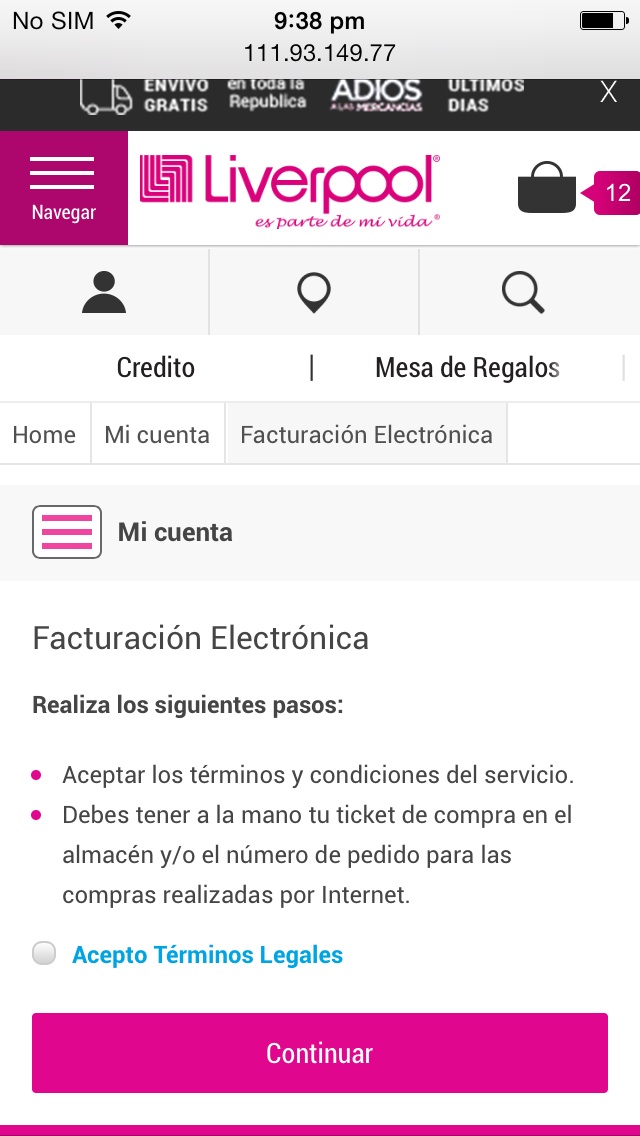 No SIM 9:38 pm
111.93.149.77
ENVIVO en toda la ADIOS ULTIMOS X
GRATIS Republica A LAS MERCANCIAS DIAS
Navegar Liverpool® 12
es parte de mi vida®
Credito | Mesa de Regalos |
Home Mi cuenta Facturación Electrónica
Mi cuenta
Facturación Electrónica
Realiza los siguientes pasos:
Aceptar los términos y condiciones del servicio.
Debes tener a la mano tu ticket de compra en el
almacén y/o el número de pedido para las
compras realizadas por Internet.
Acepto Términos Legales
Continuar